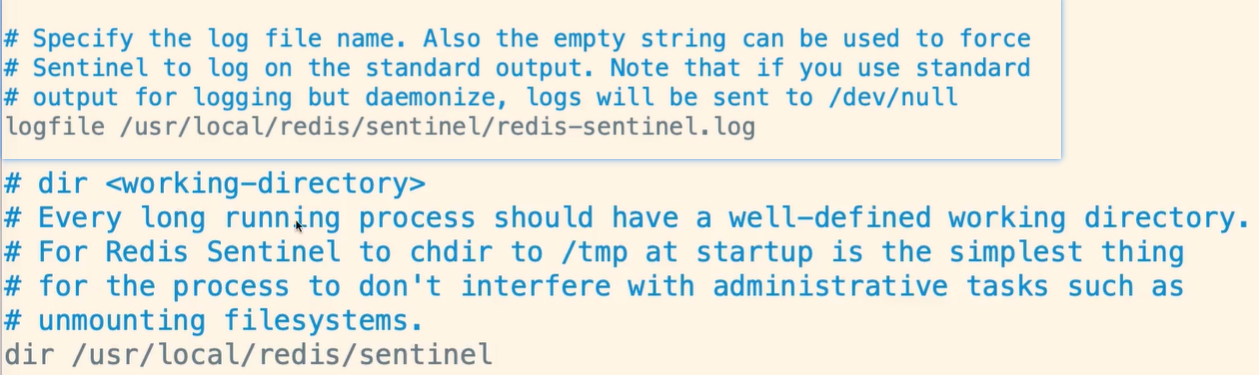 # Specify the log file name. Also the empty string can be used to force
# Sentinel to log on the standard output. Note that if you use standard
# output for logging but daemonize, logs will be sent to /dev/null
logfile /usr/local/redis/sentinel/redis-sentinel.log
# dir <working-directory>
# Every long running process should have a well-defined working directory.
# For Redis Sentinel to chdir to /tmp at startup is the simplest thing
# for the process to don't interfere with administrative tasks such as
# unmounting filesystems.
dir /usr/local/redis/sentinel